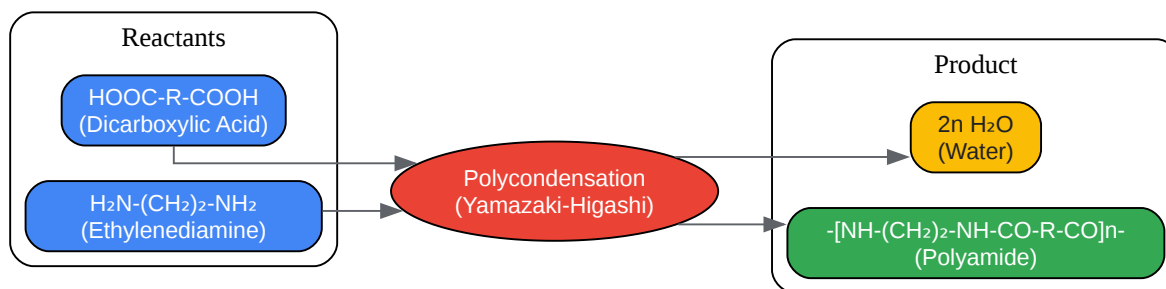 Reactants
HOOC-R-COOH
(Dicarboxylic Acid)
H₂N-(CH₂)₂-NH₂
(Ethylenediamine)
Polycondensation
(Yamazaki-Higashi)
Product
2n H₂O
(Water)
-[NH-(CH₂)₂-NH-CO-R-CO]n-
(Polyamide)